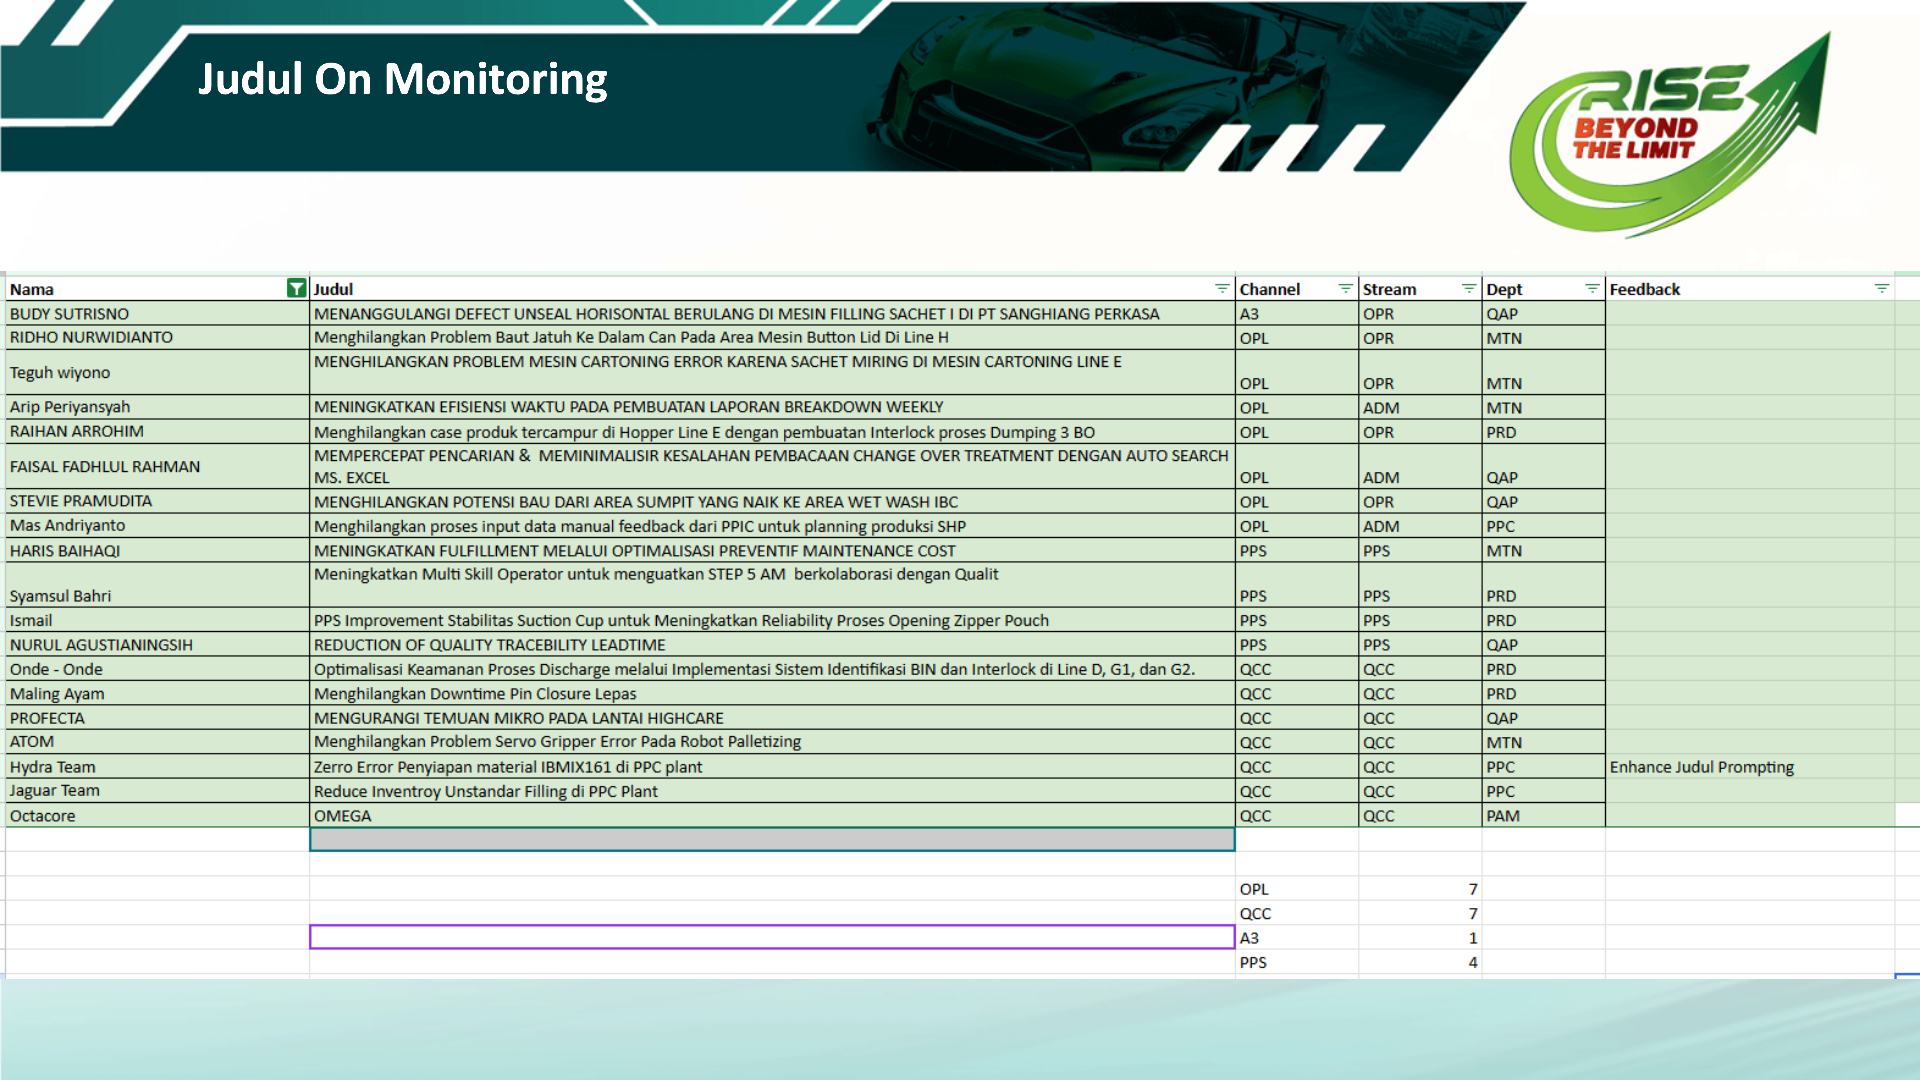 Judul On Monitoring
RISE
BEYOND
THE LIMIT
Nama Judul Channel Stream Dept Feedback
BUDY SUTRISNO MENANGGULANGI DEFECT UNSEAL HORISONTAL BERULANG DI MESIN FILLING SACHET I DI PT SANGHIANG PERKASA A3 OPR QAP
RIDHO NURWIDIANTO Menghilangkan Problem Baut Jatuh Ke Dalam Can Pada Area Mesin Button Lid Di Line H OPL OPR MTN
Teguh wiyono MENGHILANGKAN PROBLEM MESIN CARTONING ERROR KARENA SACHET MIRING DI MESIN CARTONING LINE E OPL OPR MTN
Arip Periyansyah MENINGKATKAN EFISIENSI WAKTU PADA PEMBUATAN LAPORAN BREAKDOWN WEEKLY OPL ADM MTN
RAIHAN ARROHIM Menghilangkan case produk tercampur di Hopper Line E dengan pembuatan Interlock proses Dumping 3 BO OPL OPR PRD
FAISAL FADHLUL RAHMAN MEMPERCEPAT PENCARIAN & MEMINIMALISIR KESALAHAN PEMBACAAN CHANGE OVER TREATMENT DENGAN AUTO SEARCH
MS. EXCEL OPL ADM QAP
STEVIE PRAMUDITA MENGHILANGKAN POTENSI BAU DARI AREA SUMPIT YANG NAIK KE AREA WET WASH IBC OPL OPR QAP
Mas Andriyanto Menghilangkan proses input data manual feedback dari PPIC untuk planning produksi SHP OPL ADM PPC
HARIS BAIHAQI MENINGKATKAN FULFILLMENT MELALUI OPTIMALISASI PREVENTIF MAINTENANCE COST PPS PPS MTN
Syamsul Bahri Meningkatkan Multi Skill Operator untuk menguatkan STEP 5 AM berkolaborasi dengan Qualit PPS PPS PRD
Ismail PPS Improvement Stabilitas Suction Cup untuk Meningkatkan Reliability Proses Opening Zipper Pouch PPS PPS PRD
NURUL AGUSTIANINGSIH REDUCTION OF QUALITY TRACEBILITY LEADTIME PPS PPS QAP
Onde - Onde Optimalisasi Keamanan Proses Discharge melalui Implementasi Sistem Identifikasi BIN dan Interlock di Line D, G1, dan G2. QCC QCC PRD
Maling Ayam Menghilangkan Downtime Pin Closure Lepas QCC QCC PRD
PROFECTA MENGURANGI TEMUAN MIKRO PADA LANTAI HIGHCARE QCC QCC QAP
ATOM Menghilangkan Problem Servo Gripper Error Pada Robot Palletizing QCC QCC MTN
Hydra Team Zerro Error Penyiapan material IBMIX161 di PPC plant QCC QCC PPC Enhance Judul Prompting
Jaguar Team Reduce Inventroy Unstandar Filling di PPC Plant QCC QCC PPC
Octacore OMEGA QCC QCC PAM
OPL 7
QCC 7
A3 1
PPS 4